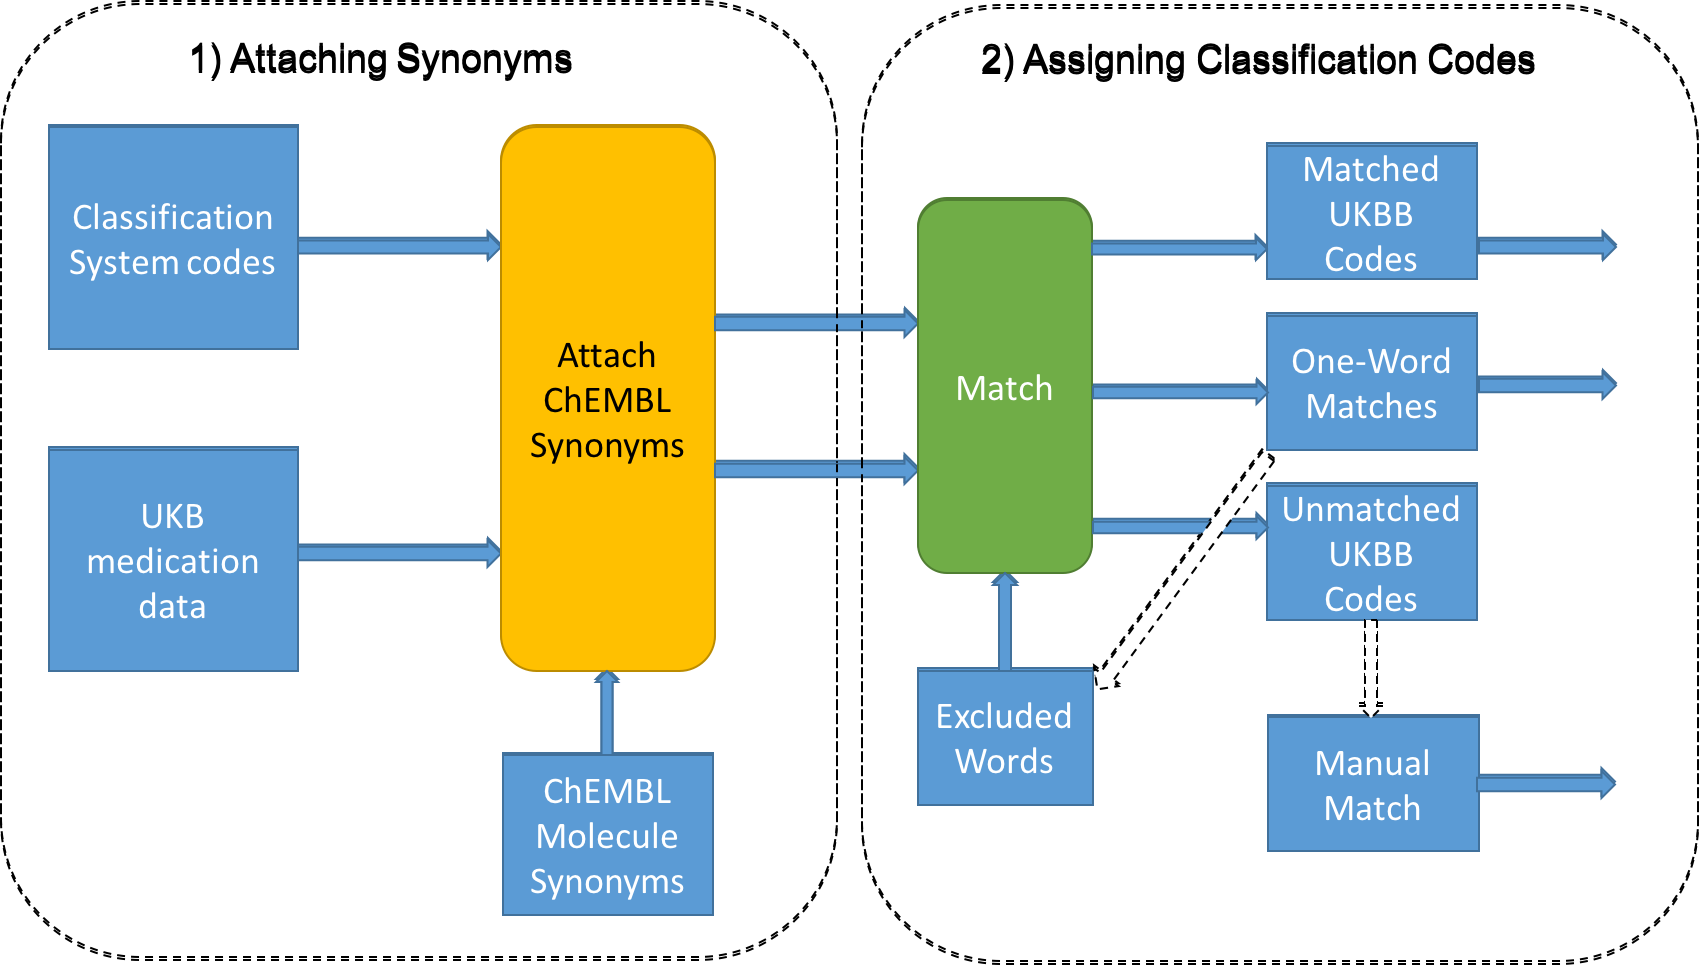 1) Attaching Synonyms
Classification
System codes
UKB
medication
data
Attach
ChEMBL
Synonyms
ChEMBL
Molecule
Synonyms
2) Assigning Classification Codes
Match
Excluded
Words
Matched
UKBB
Codes
One-Word
Matches
Unmatched
UKBB
Codes
Manual
Match